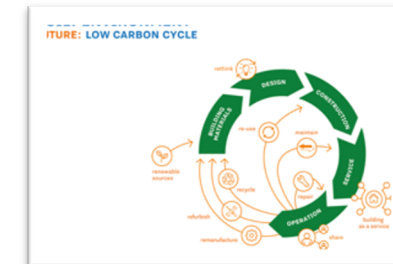 UTURE: LOW CARBON CYCLE
rethink
DESIGN
CONSTRUCTION
BUILDING
MATERIALS
re-use
maintain
SERVICE
renewable
sources
recycle
repair
refurbish
OPERATION
building
as a service
remanufacture
share